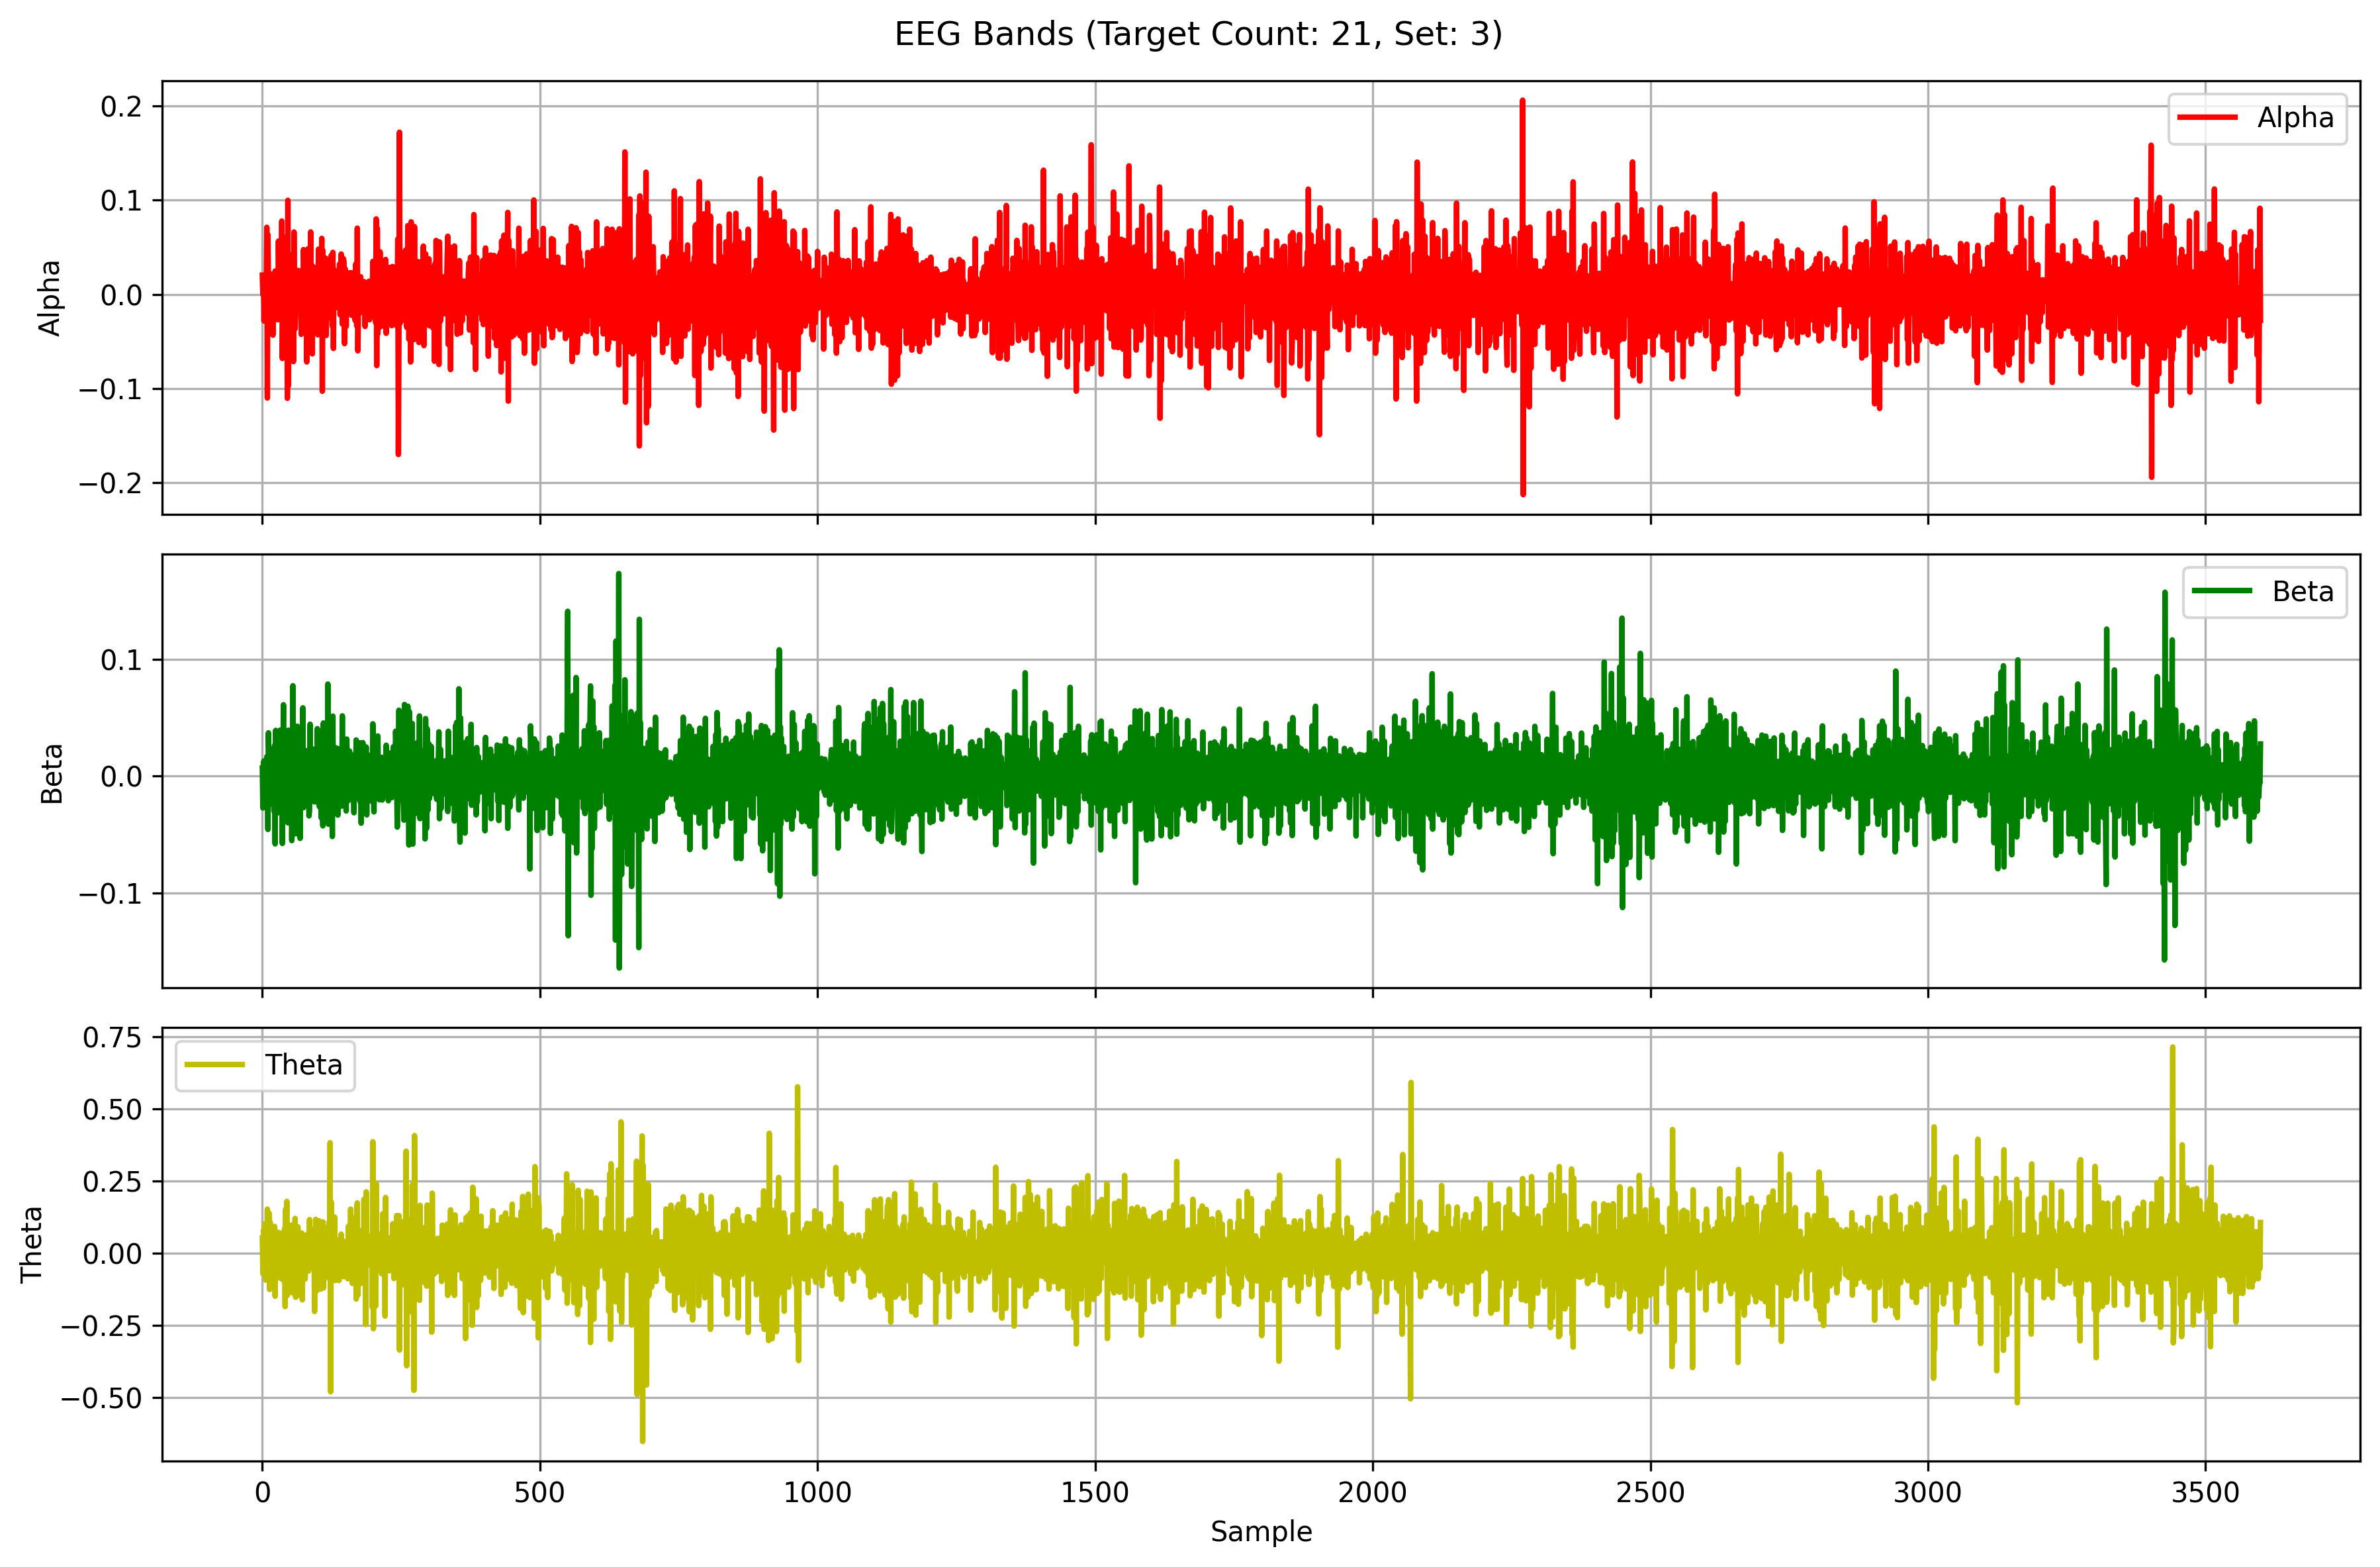 EEG Bands (Target Count: 21, Set: 3)
0.2
0.1
0.0
−0.1
−0.2
Alpha
Alpha
0.1
0.0
−0.1
Beta
Beta
0.75
0.50
0.25
0.00
−0.25
−0.50
Theta
Theta
0 500 1000 1500 2000 2500 3000 3500
Sample